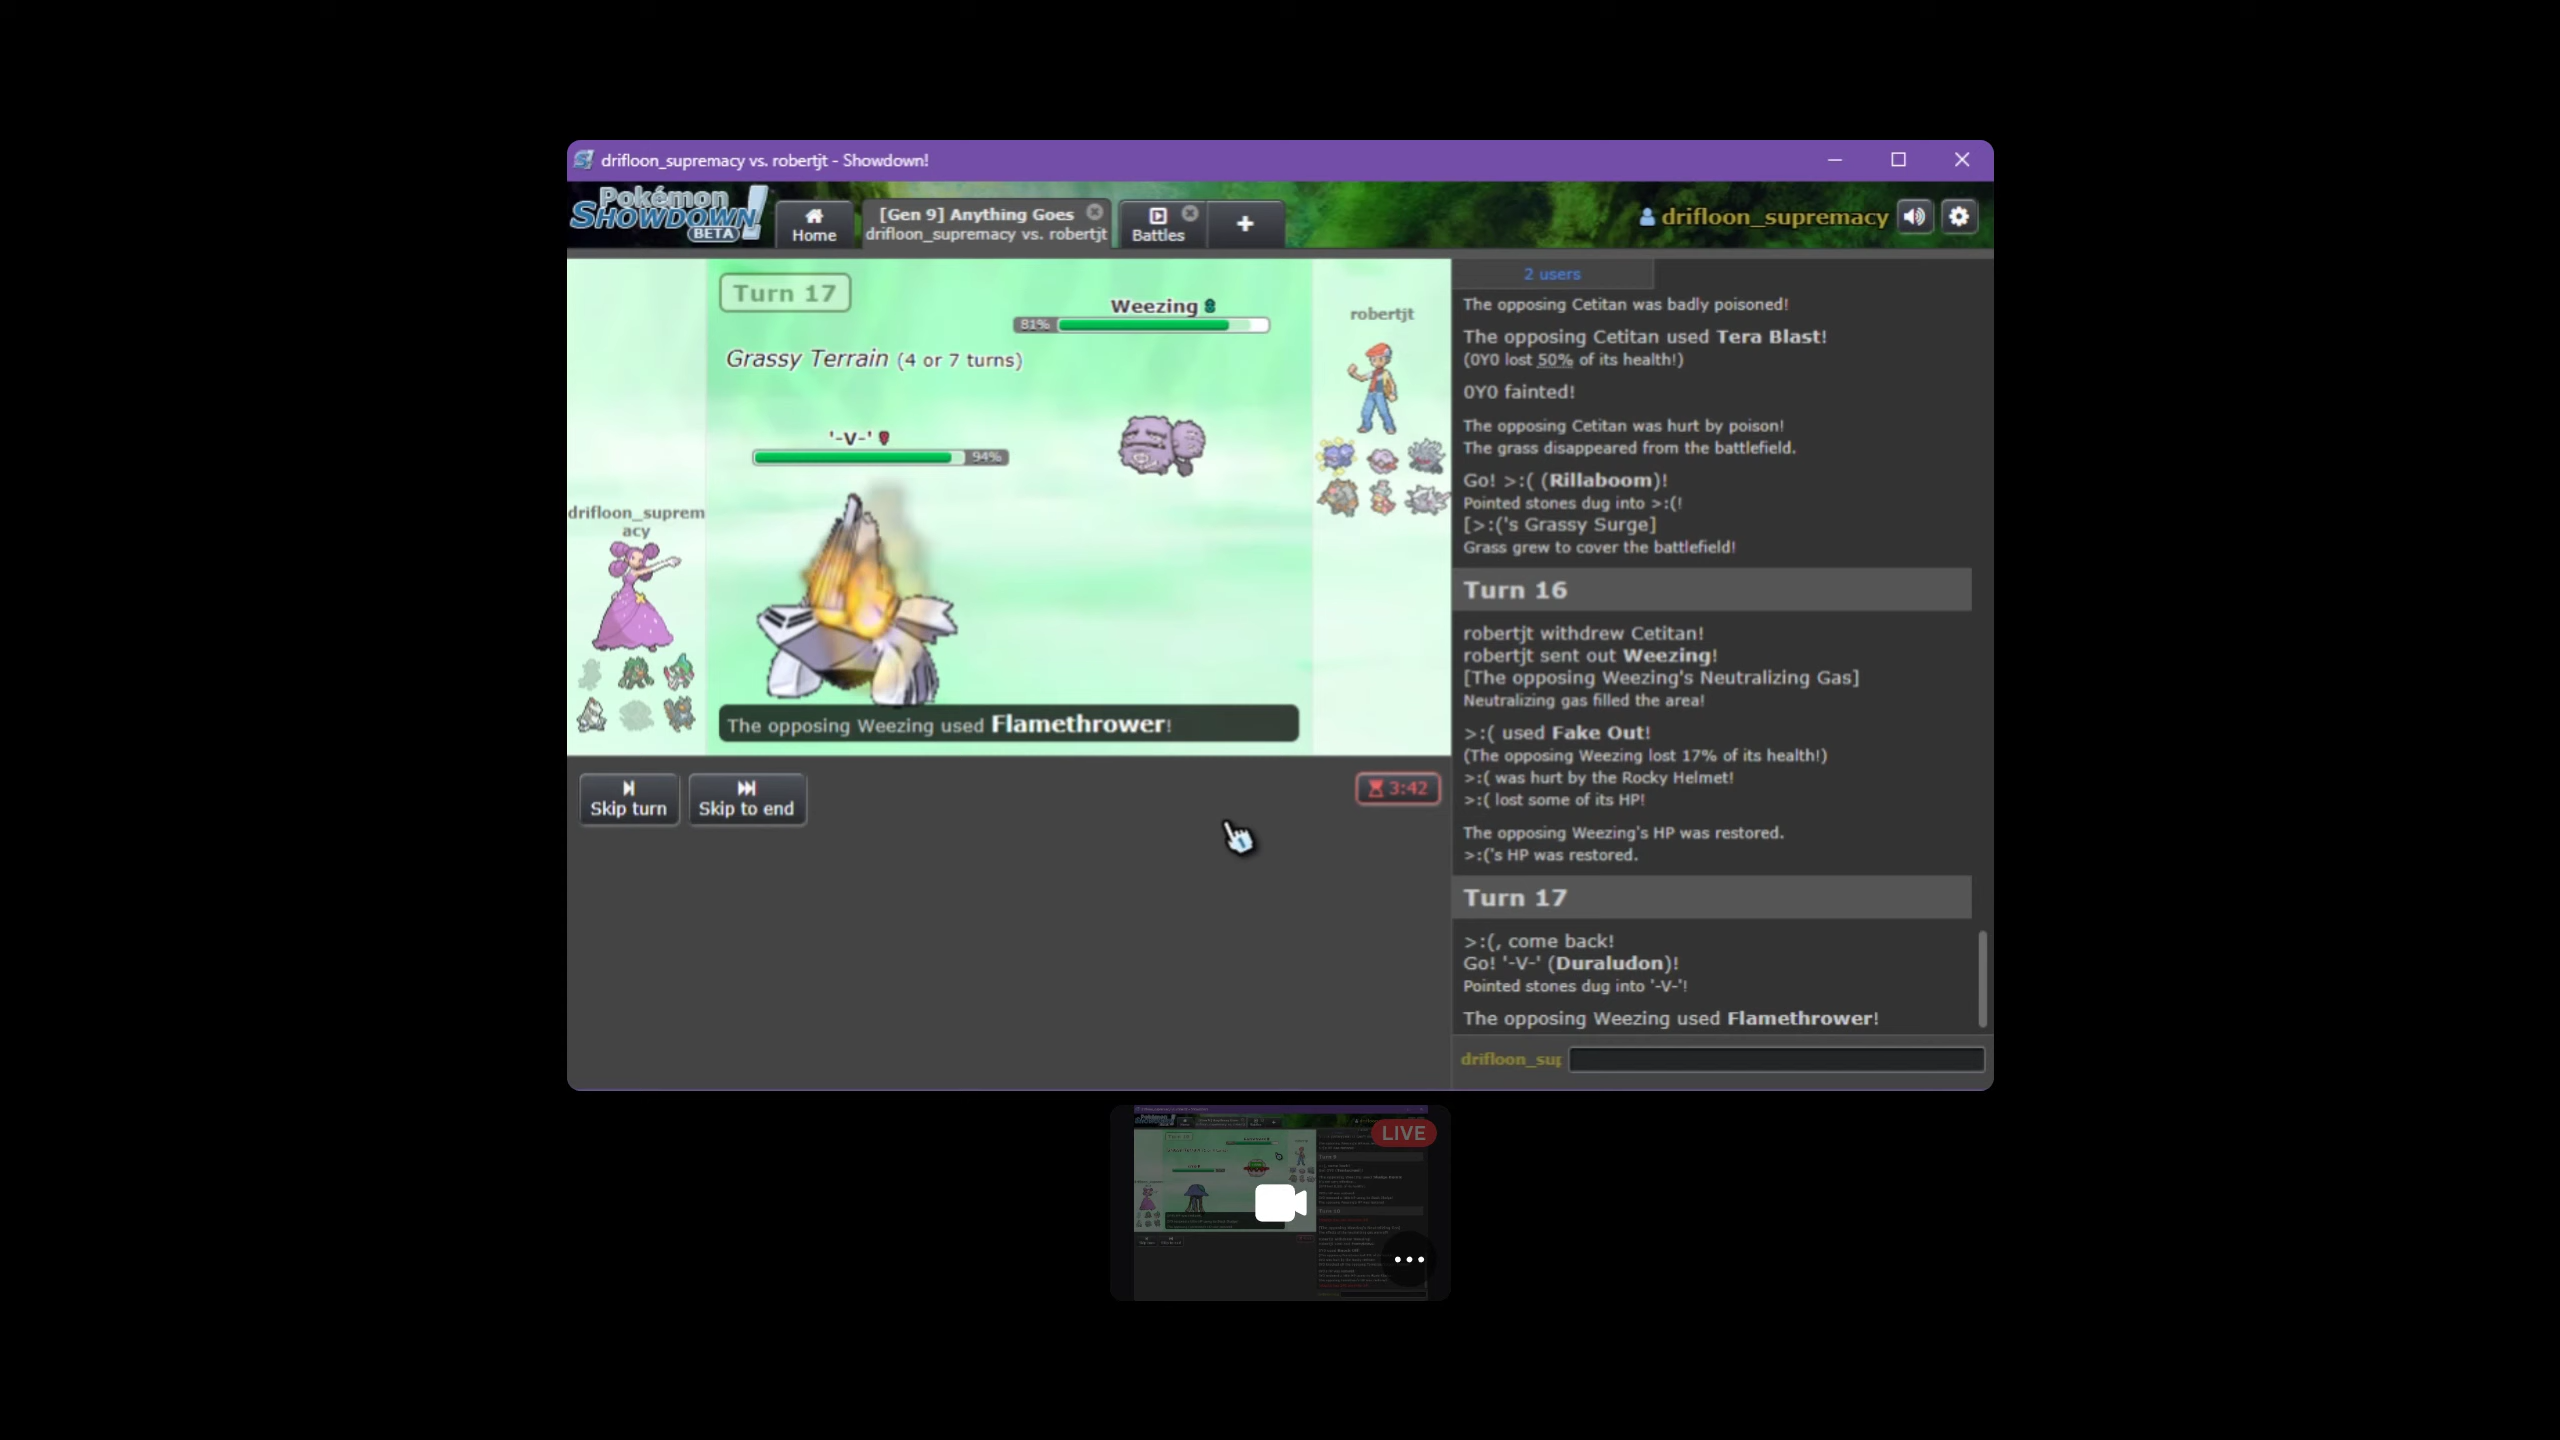 drifloon_supremacy vs. robertjt - Showdown!
Pokémon
SHOWDOWN!
BETA
Home
[Gen 9] Anything Goes
drifloon_supremacy vs. robertjt
Battles
+
drifloon_supremacy
Turn 17
Weezing
81%
Grassy Terrain (4 or 7 turns)
'-V-'
94%
robertjt
drifloon_suprem
acy
The opposing Weezing used Flamethrower!
Skip turn
Skip to end
3:42
2 users
The opposing Cetitan was badly poisoned!
The opposing Cetitan used Tera Blast!
(0Y0 lost 50% of its health!)
0Y0 fainted!
The opposing Cetitan was hurt by poison!
The grass disappeared from the battlefield.
Go! >:( (Rillaboom)!
Pointed stones dug into >:(!
[>:('s Grassy Surge]
Grass grew to cover the battlefield!
Turn 16
robertjt withdrew Cetitan!
robertjt sent out Weezing!
[The opposing Weezing's Neutralizing Gas]
Neutralizing gas filled the area!
>:( used Fake Out!
(The opposing Weezing lost 17% of its health!)
>:( was hurt by the Rocky Helmet!
>:( lost some of its HP!
The opposing Weezing's HP was restored.
>:('s HP was restored.
Turn 17
>:(, come back!
Go! '-V-' (Duraludon)!
Pointed stones dug into '-V-'!
The opposing Weezing used Flamethrower!
drifloon_sup
LIVE